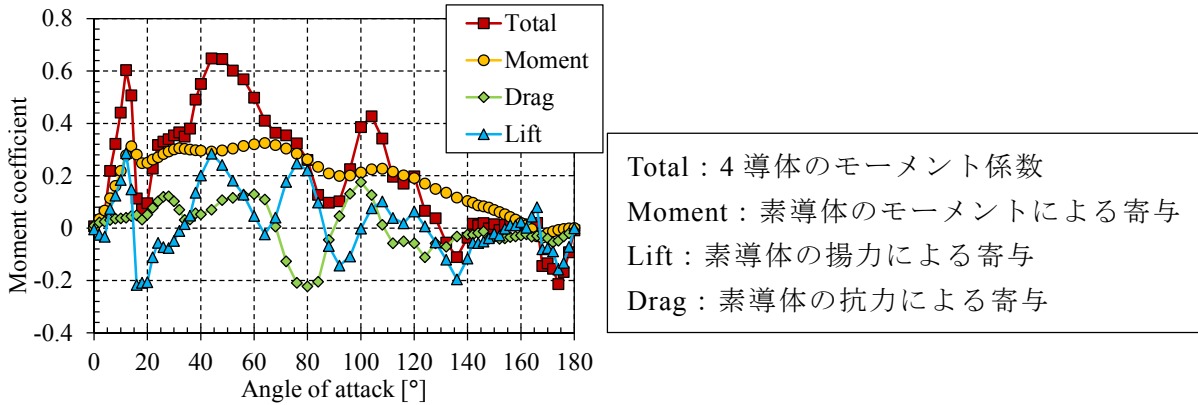 0.8
0.6
0.4
0.2
0
-0.2
-0.4
Moment coefficient
0 20 40 60 80 100 120 140 160 180
Angle of attack [°]
Total
Moment
Drag
Lift
Total：4 導体のモーメント係数
Moment：素導体のモーメントによる寄与
Lift：素導体の揚力による寄与
Drag：素導体の抗力による寄与